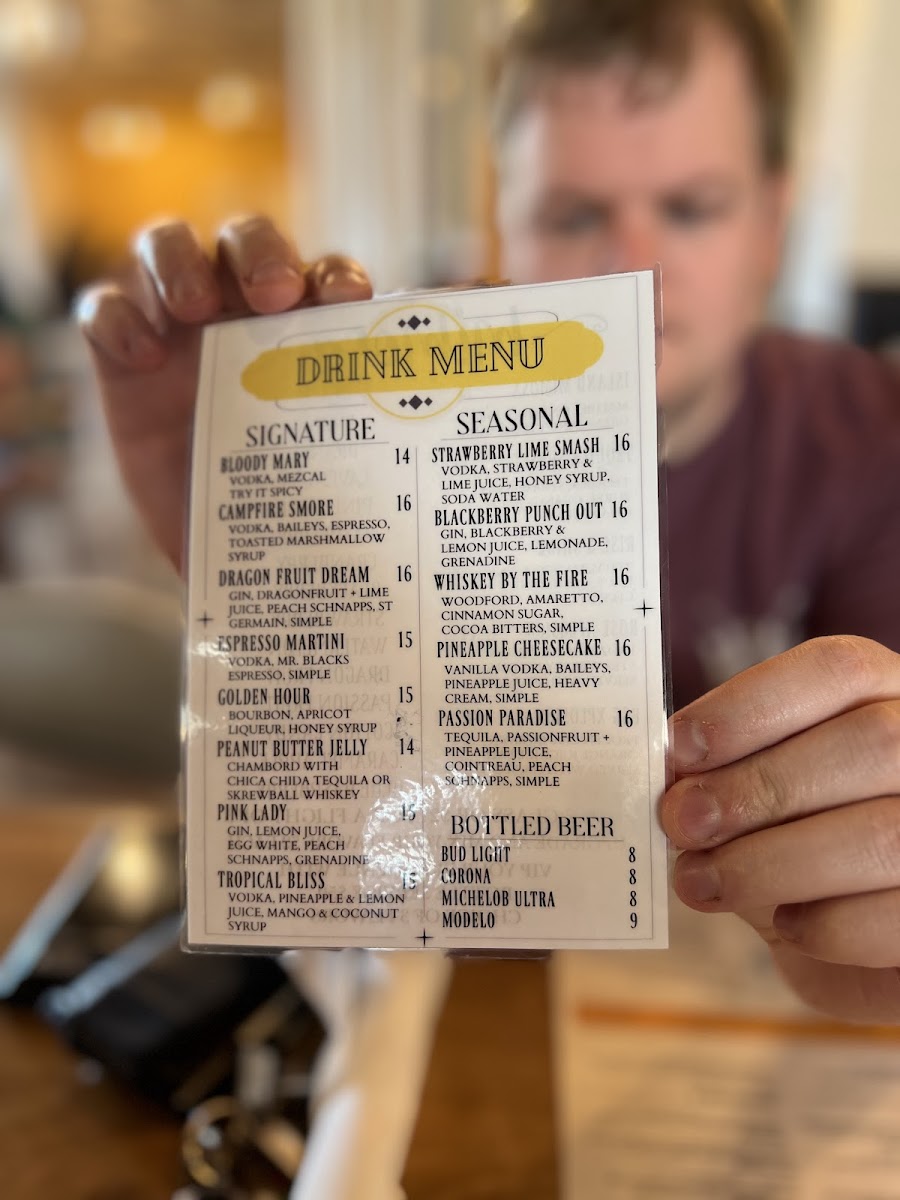 DRINK MENU
SIGNATURE
BLOODY MARY 14
VODKA, MEZCAL
TRY IT SPICY
CAMPFIRE SMORE 16
VODKA, BAILEYS, ESPRESSO,
TOASTED MARSHMALLOW
SYRUP
DRAGON FRUIT DREAM 16
GIN, DRAGONFRUIT + LIME
JUICE, PEACH SCHNAPPS, ST
GERMAIN, SIMPLE
ESPRESSO MARTINI 15
VODKA, MR. BLACKS
ESPRESSO, SIMPLE
GOLDEN HOUR 15
BOURBON, APRICOT
LIQUEUR, HONEY SYRUP
PEANUT BUTTER JELLY 14
CHAMBORD WITH
CHICA CHIDA TEQUILA OR
SKREWBALL WHISKEY
PINK LADY 15
GIN, LEMON JUICE,
EGG WHITE, PEACH
SCHNAPPS, GRENADINE
TROPICAL BLISS 15
VODKA, PINEAPPLE & LEMON
JUICE, MANGO & COCONUT
SYRUP
SEASONAL
STRAWBERRY LIME SMASH 16
VODKA, STRAWBERRY &
LIME JUICE, HONEY SYRUP,
SODA WATER
BLACKBERRY PUNCH OUT 16
GIN, BLACKBERRY &
LEMON JUICE, LEMONADE,
GRENADINE
WHISKEY BY THE FIRE 16
WOODFORD, AMARETTO,
CINNAMON SUGAR,
COCOA BITTERS, SIMPLE
PINEAPPLE CHEESECAKE 16
VANILLA VODKA, BAILEYS,
PINEAPPLE JUICE, HEAVY
CREAM, SIMPLE
PASSION PARADISE 16
TEQUILA, PASSIONFRUIT +
PINEAPPLE JUICE,
COINTREAU, PEACH
SCHNAPPS, SIMPLE
BOTTLED BEER
BUD LIGHT 8
CORONA 8
MICHELOB ULTRA 8
MODELO 9